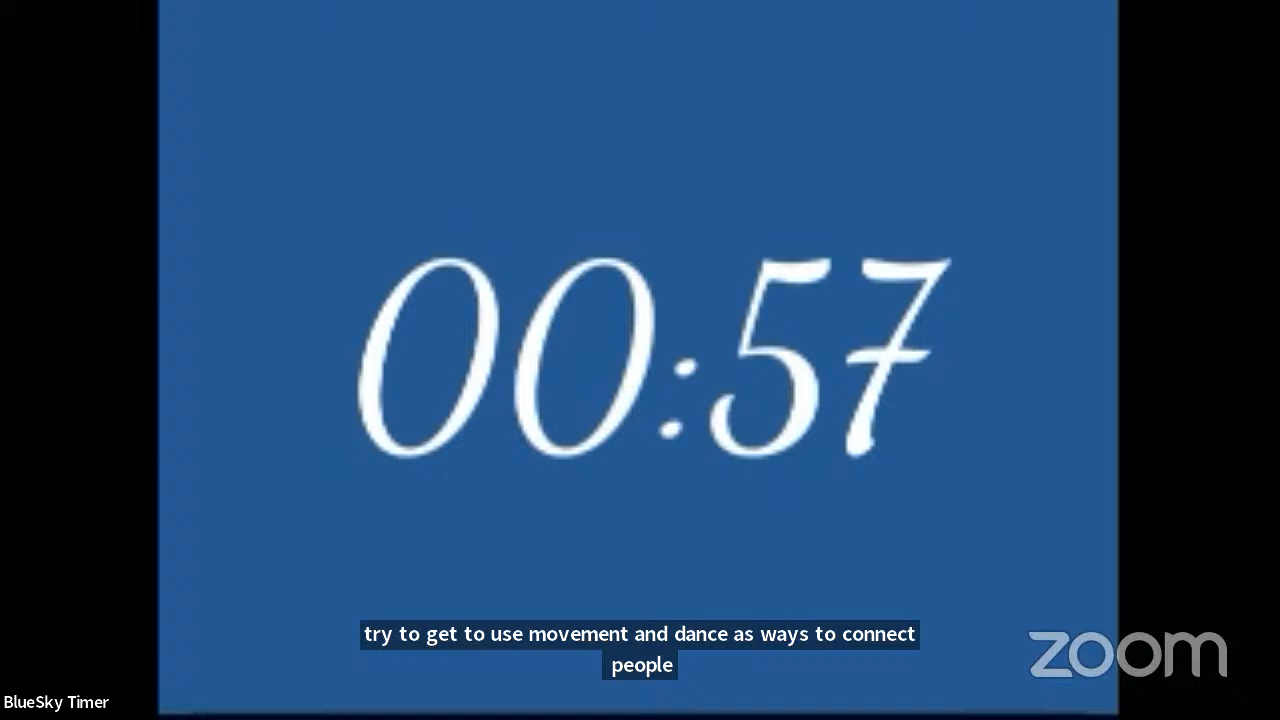 00:57
try to get to use movement and dance as ways to connect
people
zoom
BlueSky Timer